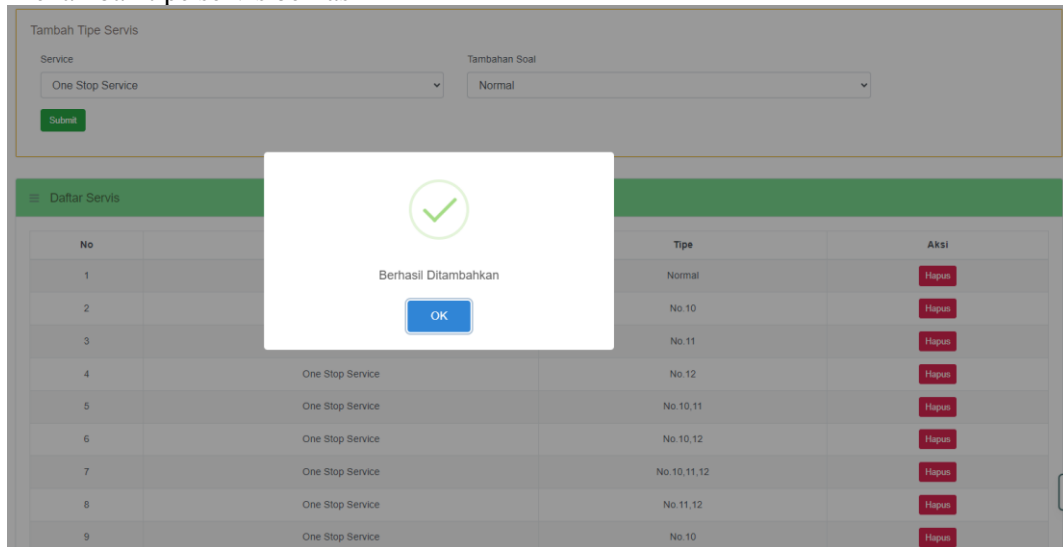 Tambah Tipe Servis
Service Tambahan Soal
One Stop Service Normal
Submit
Daftar Servis
No Tipe Aksi
1 Normal Hapus
2 No.10 Hapus
3 No.11 Hapus
4 One Stop Service No.12 Hapus
5 One Stop Service No.10,11 Hapus
6 One Stop Service No.10,12 Hapus
7 One Stop Service No.10,11,12 Hapus
8 One Stop Service No.11,12 Hapus
9 One Stop Service No.10 Hapus
Berhasil Ditambahkan
OK